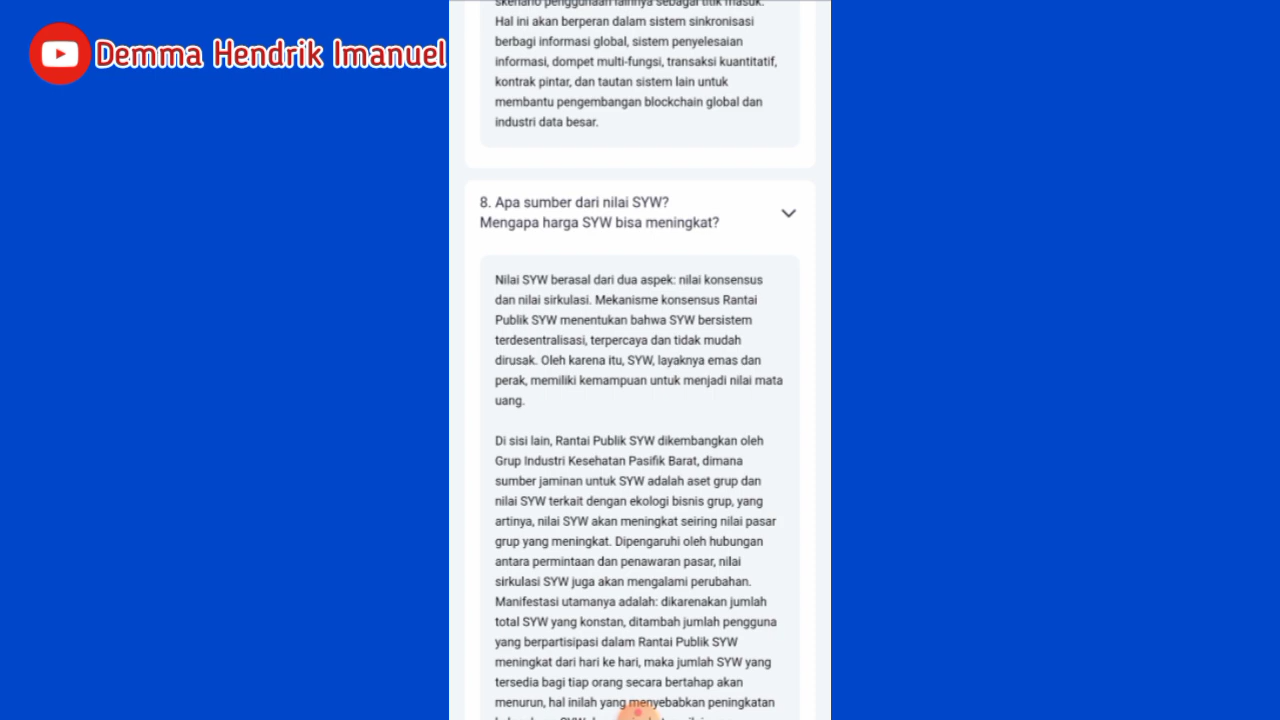 Demma Hendrik Imanuel
skenario penggunaan lainnya sebagai titik masuk.
Hal ini akan berperan dalam sistem sinkronisasi
berbagi informasi global, sistem penyelesaian
informasi, dompet multi-fungsi, transaksi kuantitatif,
kontrak pintar, dan tautan sistem lain untuk
membantu pengembangan blockchain global dan
industri data besar.
8. Apa sumber dari nilai SYW?
Mengapa harga SYW bisa meningkat?
Nilai SYW berasal dari dua aspek: nilai konsensus
dan nilai sirkulasi. Mekanisme konsensus Rantai
Publik SYW menentukan bahwa SYW bersistem
terdesentralisasi, terpercaya dan tidak mudah
dirusak. Oleh karena itu, SYW, layaknya emas dan
perak, memiliki kemampuan untuk menjadi nilai mata
uang.
Di sisi lain, Rantai Publik SYW dikembangkan oleh
Grup Industri Kesehatan Pasifik Barat, dimana
sumber jaminan untuk SYW adalah aset grup dan
nilai SYW terkait dengan ekologi bisnis grup, yang
artinya, nilai SYW akan meningkat seiring nilai pasar
grup yang meningkat. Dipengaruhi oleh hubungan
antara permintaan dan penawaran pasar, nilai
sirkulasi SYW juga akan mengalami perubahan.
Manifestasi utamanya adalah: dikarenakan jumlah
total SYW yang konstan, ditambah jumlah pengguna
yang berpartisipasi dalam Rantai Publik SYW
meningkat dari hari ke hari, maka jumlah SYW yang
tersedia bagi tiap orang secara bertahap akan
menurun, hal inilah yang menyebabkan peningkatan